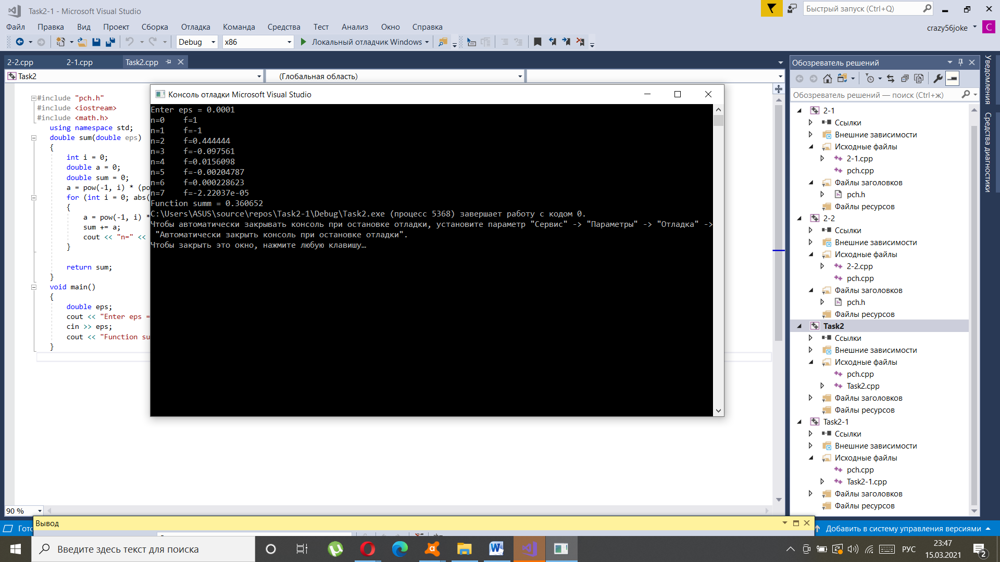 Task2-1 - Microsoft Visual Studio
Быстрый запуск (Ctrl+Q)
Файл Правка Вид Проект Сборка Отладка Команда Средства Тест Анализ Окно Справка
crazy56joke C
Debug x86 Локальный отладчик Windows
2-2.cpp 2-1.cpp Task2.cpp
Task2 (Глобальная область)
#include "pch.h"
#include <iostream>
#include <math.h>
using namespace std;
double sum(double eps)
{
int i = 0;
double a = 0;
double sum = 0;
a = pow(-1, i) * (po
for (int i = 0; abs(
{
a = pow(-1, i) *
sum += a;
cout << "n=" <<
}
return sum;
}
void main()
{
double eps;
cout << "Enter eps =
cin >> eps;
cout << "Function su
}
90 %
Консоль отладки Microsoft Visual Studio
Enter eps = 0.0001
n=0 f=1
n=1 f=-1
n=2 f=0.444444
n=3 f=-0.097561
n=4 f=0.0156098
n=5 f=-0.00204787
n=6 f=0.000228623
n=7 f=-2.22037e-05
Function summ = 0.360652
C:\Users\ASUS\source\repos\Task2-1\Debug\Task2.exe (процесс 5368) завершает работу с кодом 0.
Чтобы автоматически закрывать консоль при остановке отладки, установите параметр "Сервис" -> "Параметры" -> "Отладка" ->
"Автоматически закрыть консоль при остановке отладки".
Чтобы закрыть это окно, нажмите любую клавишу…
Обозреватель решений
Обозреватель решений — поиск (Ctrl+ж)
2-1
Ссылки
Внешние зависимости
Исходные файлы
2-1.cpp
pch.cpp
Файлы заголовков
pch.h
Файлы ресурсов
2-2
Ссылки
Внешние зависимости
Исходные файлы
2-2.cpp
pch.cpp
Файлы заголовков
pch.h
Файлы ресурсов
Task2
Ссылки
Внешние зависимости
Исходные файлы
pch.cpp
Task2.cpp
Файлы заголовков
Файлы ресурсов
Task2-1
Ссылки
Внешние зависимости
Исходные файлы
pch.cpp
Task2-1.cpp
Файлы заголовков
Файлы ресурсов
Уведомления
Средства диагностики
Вывод
Гото
Добавить в систему управления версиями
Введите здесь текст для поиска
РУС
23:47
15.03.2021
2